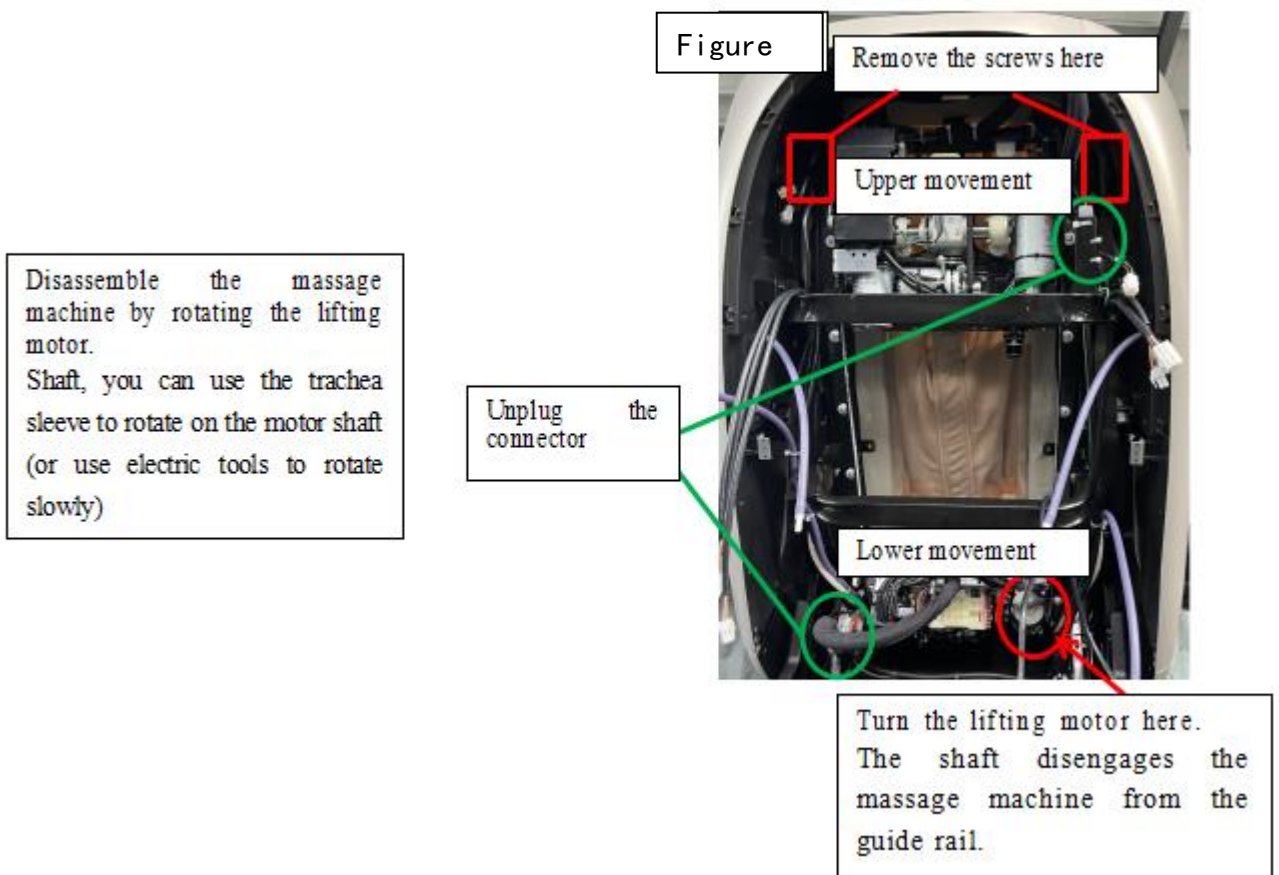 Figure
Remove the screws here
Upper movement
Disassemble the massage
machine by rotating the lifting
motor.
Shaft, you can use the trachea
sleeve to rotate on the motor shaft
(or use electric tools to rotate
slowly)
Unplug the
connector
Lower movement
Turn the lifting motor here.
The shaft disengages the
massage machine from the
guide rail.